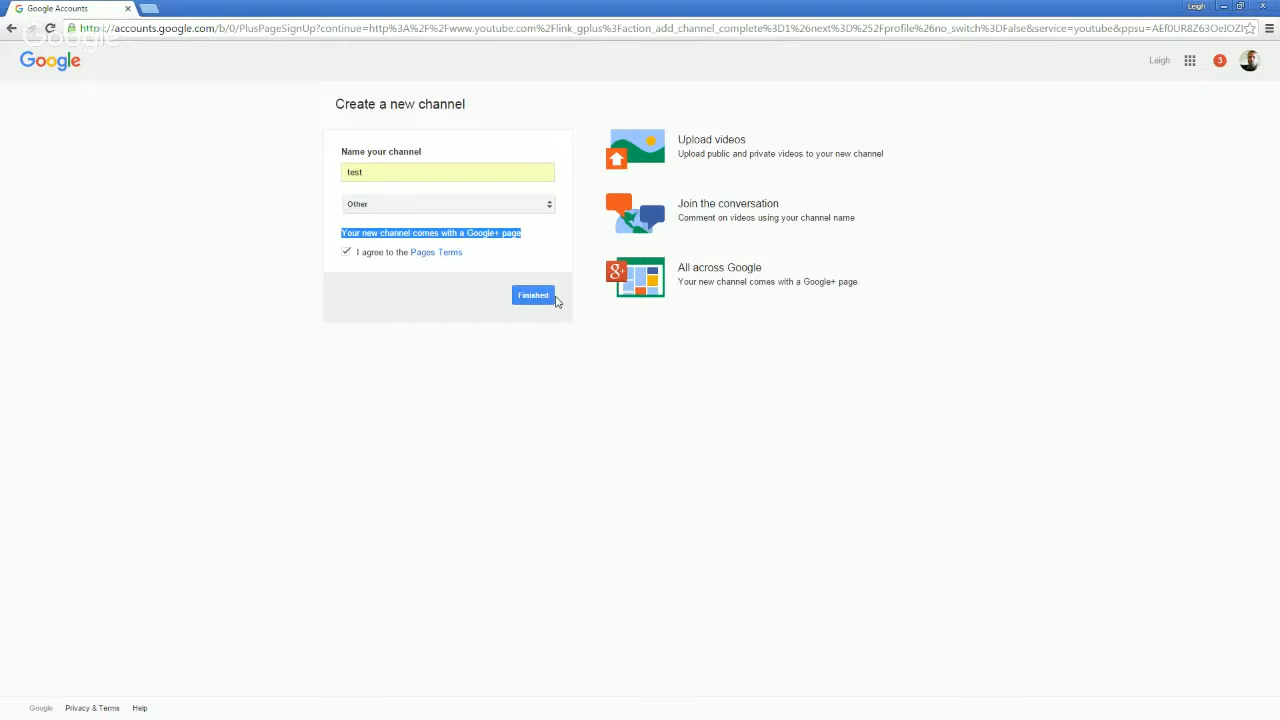 Google Accounts
Leigh
http://accounts.google.com/b/0/PlusPageSignUp?continue=http%3A%2F%2Fwww.youtube.com%2Flink_gplus%3Faction_add_channel_complete%3D1%26next%3D%252Fprofile%26no_switch%3DFalse&service=youtube&ppsu=AEf0UR8Z63OeIOZI
Google
Google
Leigh
3
Create a new channel
Name your channel
test
Other
Your new channel comes with a Google+ page
I agree to the Pages Terms
Finished
Upload videos
Upload public and private videos to your new channel
Join the conversation
Comment on videos using your channel name
g+
All across Google
Your new channel comes with a Google+ page
Google Privacy & Terms Help